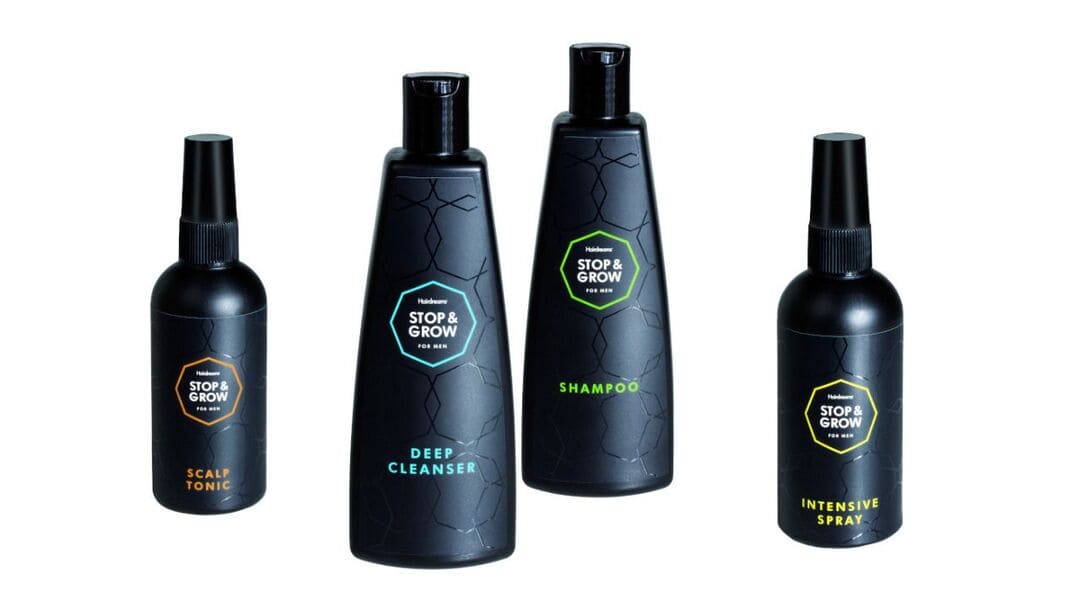 Hairdreams
STOP &
GROW
FOR MEN
SCALP
TONIC
Hairdreams
STOP &
GROW
FOR MEN
DEEP
CLEANSER
Hairdreams
STOP &
GROW
FOR MEN
SHAMPOO
Hairdreams
STOP &
GROW
FOR MEN
INTENSIVE
SPRAY